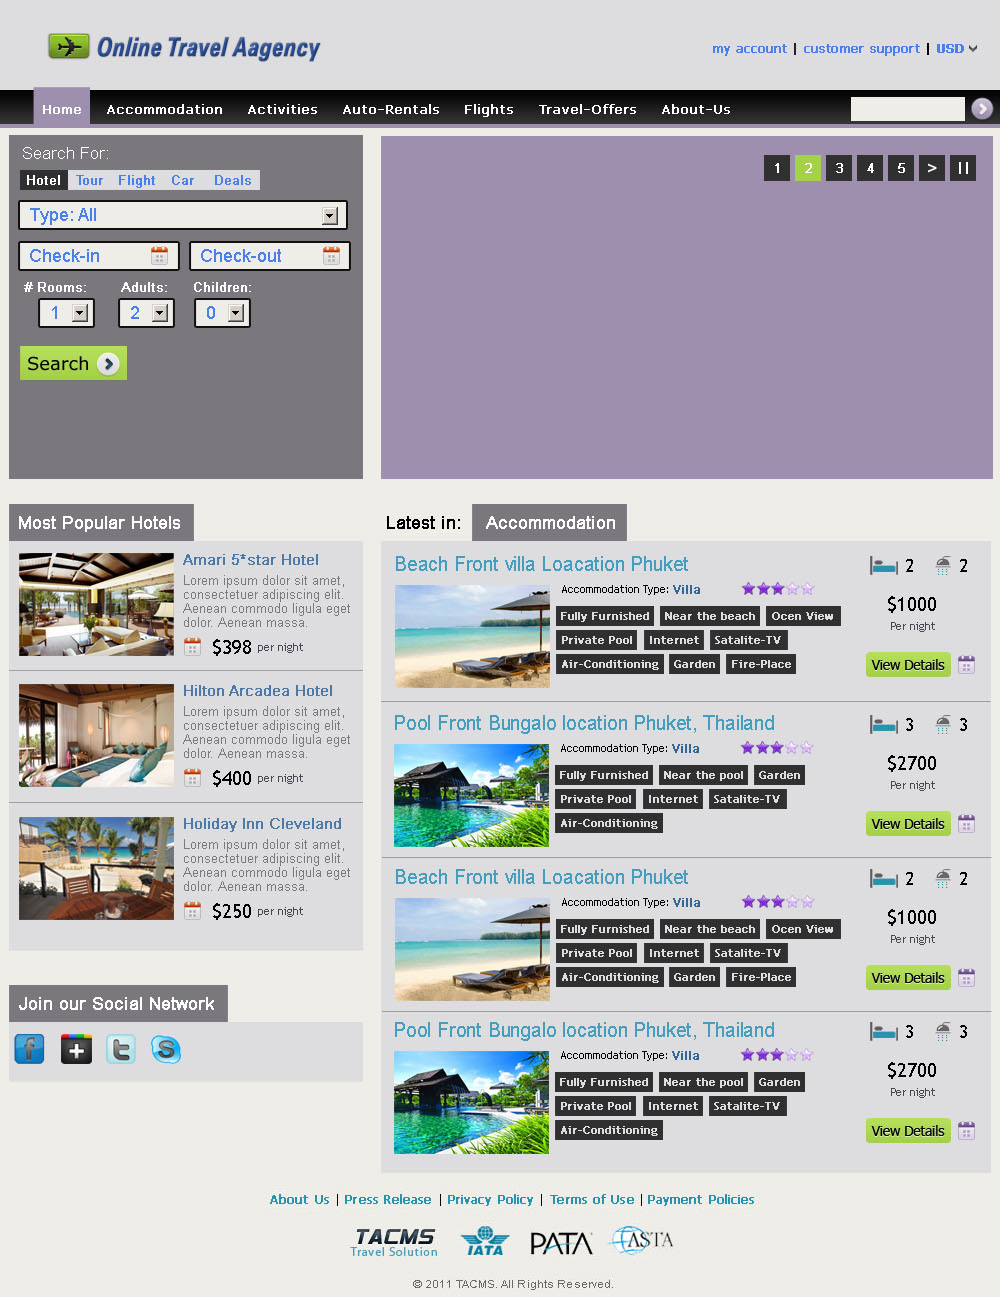 Online Travel Aagency
my account | customer support | USD
Home Accommodation Activities Auto-Rentals Flights Travel-Offers About-Us
Search For:
Hotel Tour Flight Car Deals
Type: All
Check-in Check-out
# Rooms: Adults: Children:
1 2 0
Search
1 2 3 4 5 >
Most Popular Hotels
Amari 5*star Hotel
Lorem ipsum dolor sit amet,
consectetuer adipiscing elit.
Aenean commodo ligula eget
dolor. Aenean massa.
$398 per night
Hilton Arcadea Hotel
Lorem ipsum dolor sit amet,
consectetuer adipiscing elit.
Aenean commodo ligula eget
dolor. Aenean massa.
$400 per night
Holiday Inn Cleveland
Lorem ipsum dolor sit amet,
consectetuer adipiscing elit.
Aenean commodo ligula eget
dolor. Aenean massa.
$250 per night
Join our Social Network
Latest in: Accommodation
Beach Front villa Loacation Phuket
2 2
Accommodation Type: Villa
$1000
Per night
Fully Furnished Near the beach Ocen View
Private Pool Internet Satalite-TV
Air-Conditioning Garden Fire-Place
View Details
Pool Front Bungalo location Phuket, Thailand
3 3
Accommodation Type: Villa
$2700
Per night
Fully Furnished Near the pool Garden
Private Pool Internet Satalite-TV
Air-Conditioning
View Details
Beach Front villa Loacation Phuket
2 2
Accommodation Type: Villa
$1000
Per night
Fully Furnished Near the beach Ocen View
Private Pool Internet Satalite-TV
Air-Conditioning Garden Fire-Place
View Details
Pool Front Bungalo location Phuket, Thailand
3 3
Accommodation Type: Villa
$2700
Per night
Fully Furnished Near the pool Garden
Private Pool Internet Satalite-TV
Air-Conditioning
View Details
About Us | Press Release | Privacy Policy | Terms of Use | Payment Policies
TACMS
Travel Solution
IATA
PATA
ASTA
© 2011 TACMS. All Rights Reserved.